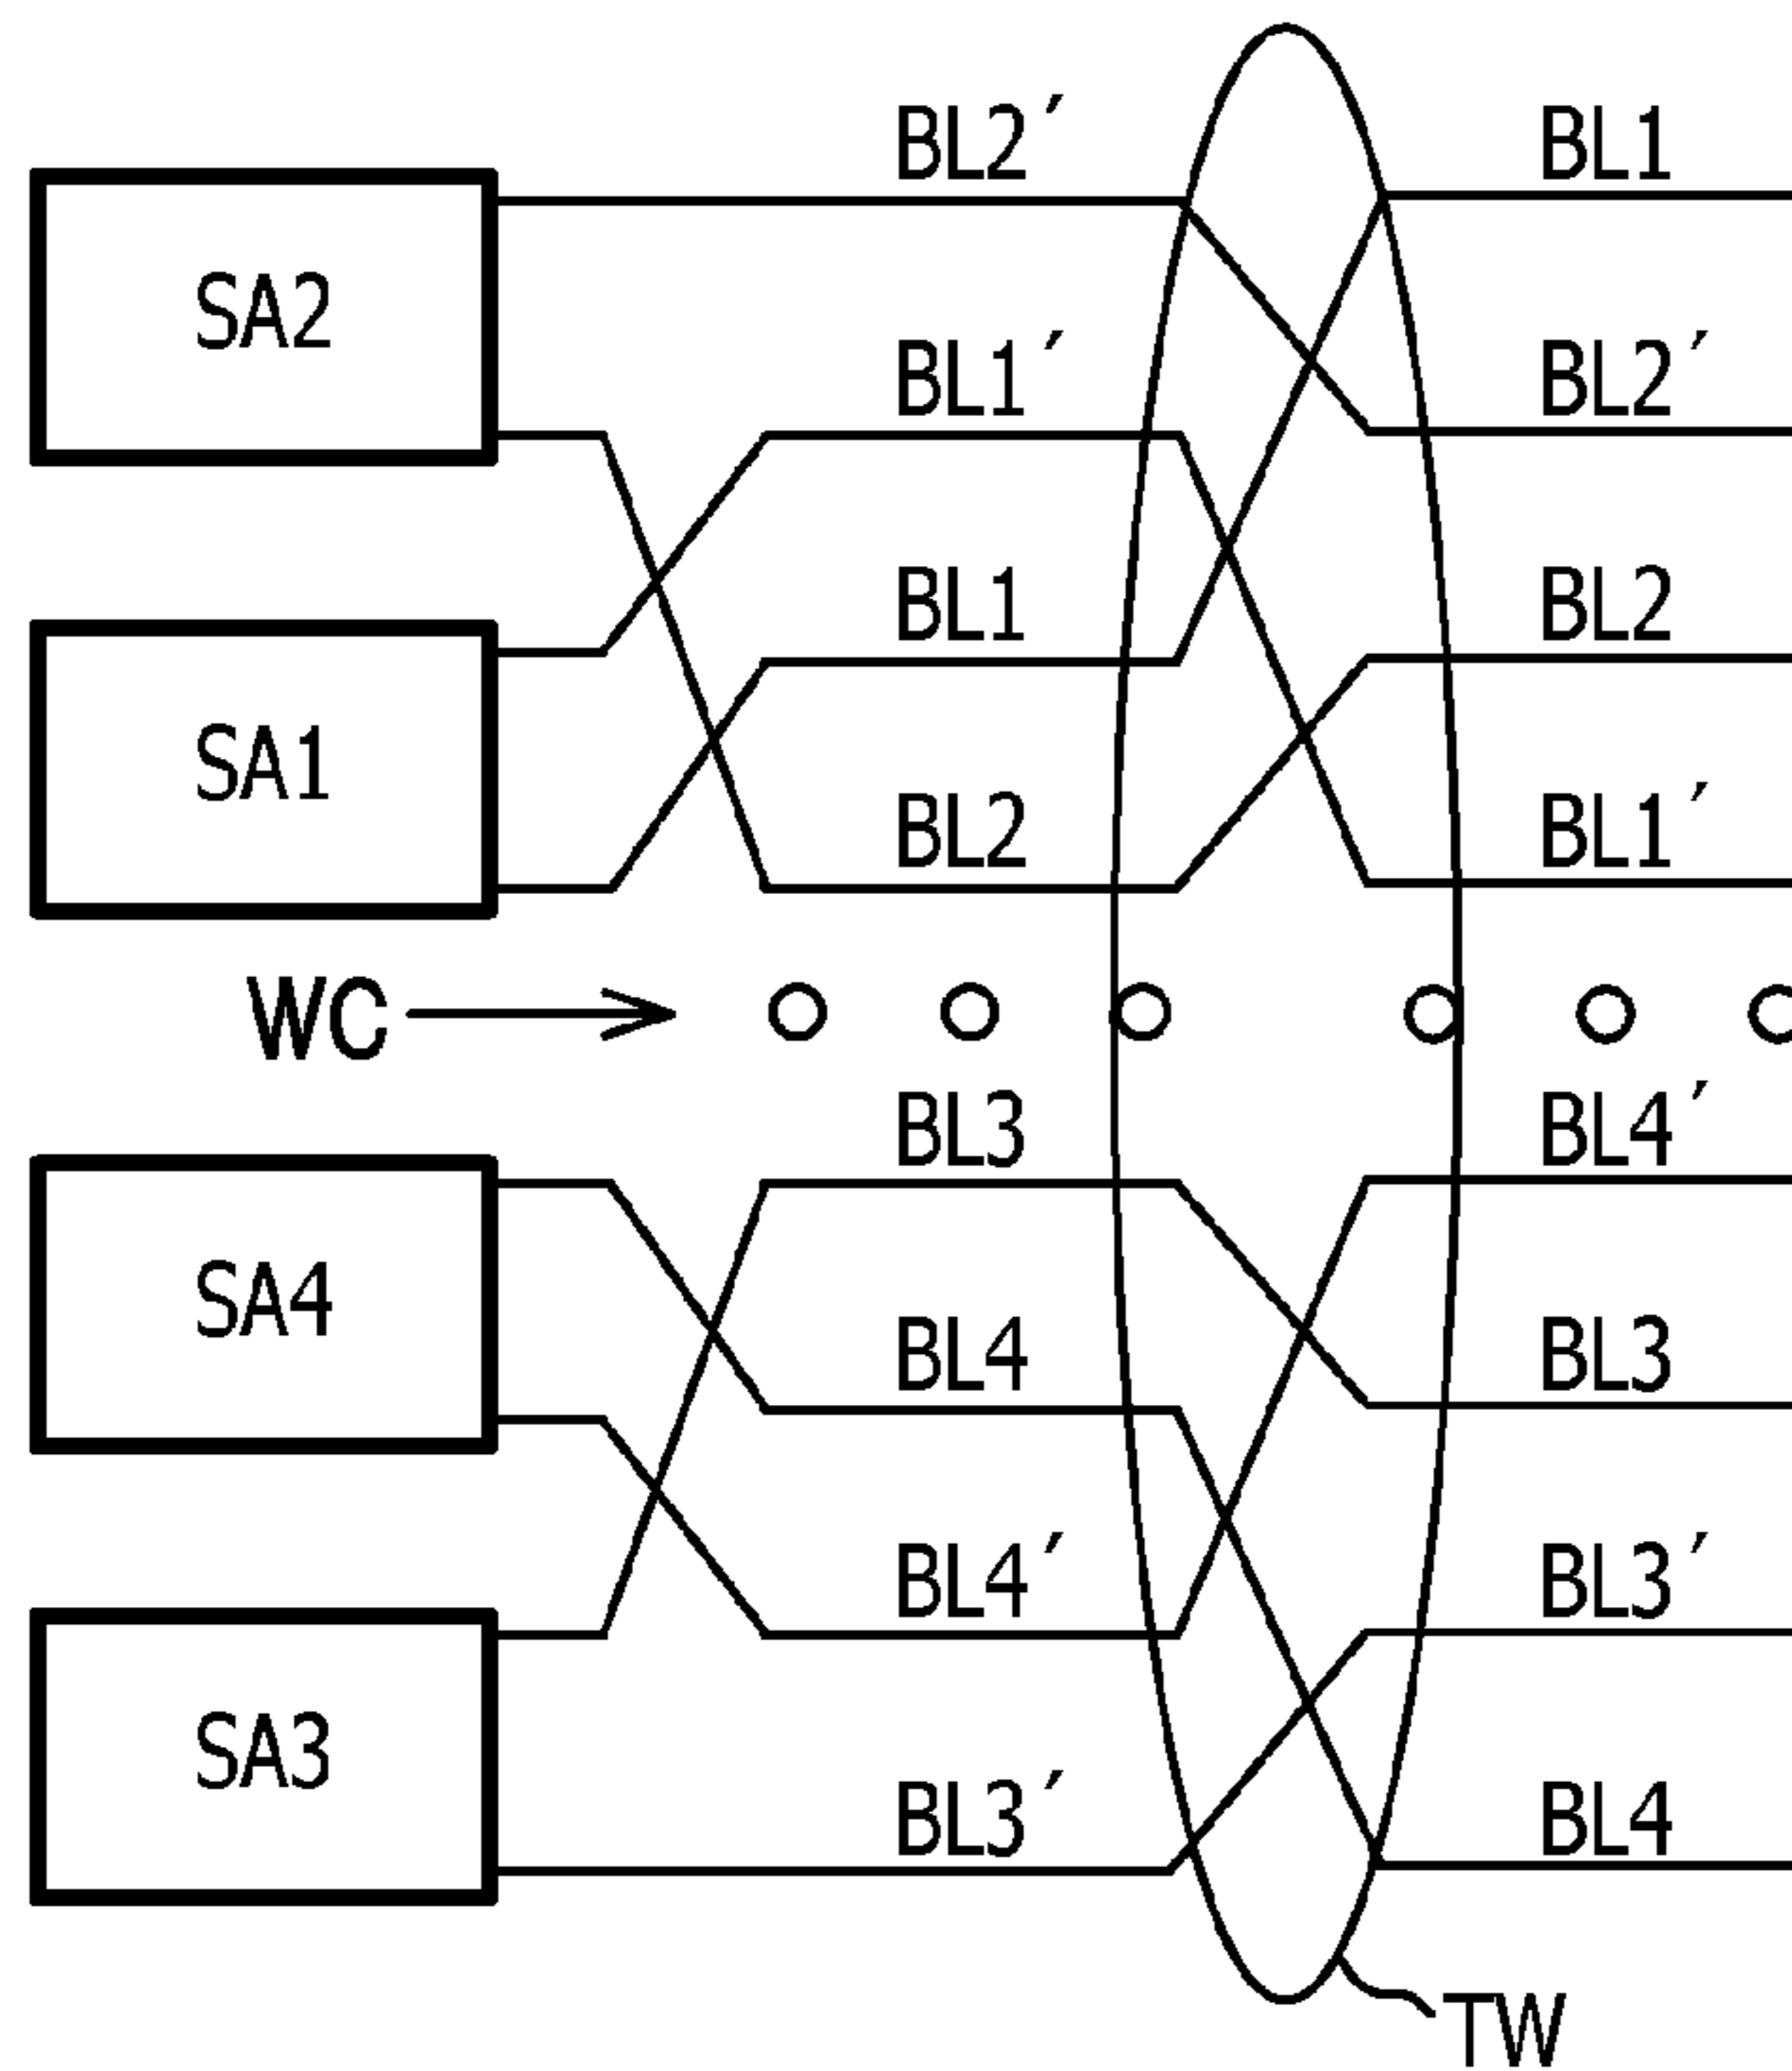 BL2′ BL1
SA2
BL1′ BL2′
BL1 BL2
SA1
BL2 BL1′
WC
BL3 BL4′
SA4
BL4 BL3
BL4′ BL3′
SA3
BL3′ BL4
TW